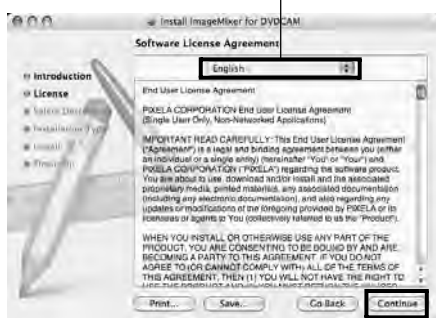 Install ImageMixer for DVDCAM
Software License Agreement
English
Introduction
License
Select Destination
Installation Type
Install
Finish Up
End User License Agreement
PIXELA CORPORATION End User License Agreement
(Single User Only, Non-Networked Applications)
IMPORTANT READ CAREFULLY: This End User License Agreement
("Agreement") is a legal and binding agreement between you (either
an individual or a single entity) (hereinafter "You" or "Your") and
PIXELA CORPORATION ("PIXELA") regarding the software product.
You are about to use, download and/or install and the associated
proprietary media, printed materials, any associated documentation
(including any electronic documentation), and also regarding any
updates or modifications of the foregoing provided by PIXELA or its
licensees or agents to You (collectively referred to as the "Product").
WHEN YOU INSTALL OR OTHERWISE USE ANY PART OF THE
PRODUCT, YOU ARE CONSENTING TO BE BOUND BY AND ARE
BECOMING A PARTY TO THIS AGREEMENT. IF YOU DO NOT
AGREE TO (OR CANNOT COMPLY WITH) ALL OF THE TERMS OF
THIS AGREEMENT, THEN (1) YOU WILL NOT HAVE THE RIGHT TO
Print...
Save...
Go Back
Continue